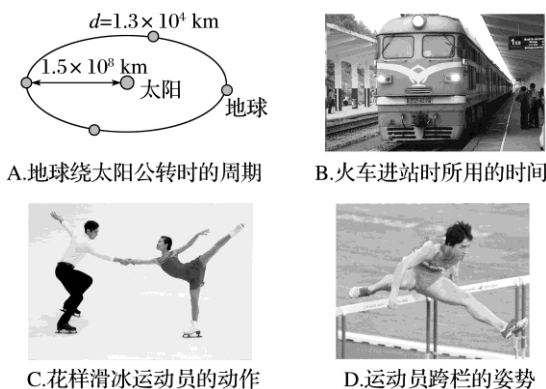 d=1.3×10⁴ km
1.5×10⁸ km
太阳
地球
A.地球绕太阳公转时的周期
B.火车进站时所用的时间
C.花样滑冰运动员的动作
D.运动员跨栏的姿势